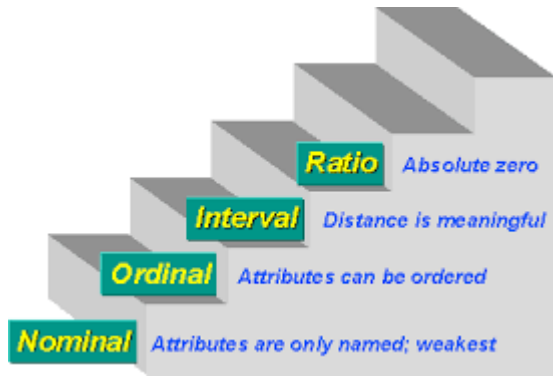 Ratio Absolute zero
Interval Distance is meaningful
Ordinal Attributes can be ordered
Nominal Attributes are only named; weakest